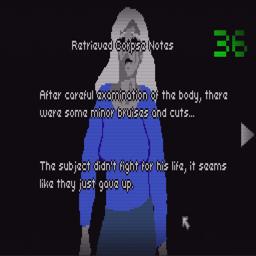 Retrieved Corpse Notes
36
After careful examination of the body, there
were some minor bruises and cuts...
The subject didn't fight for his life, it seems
like they just gave up.